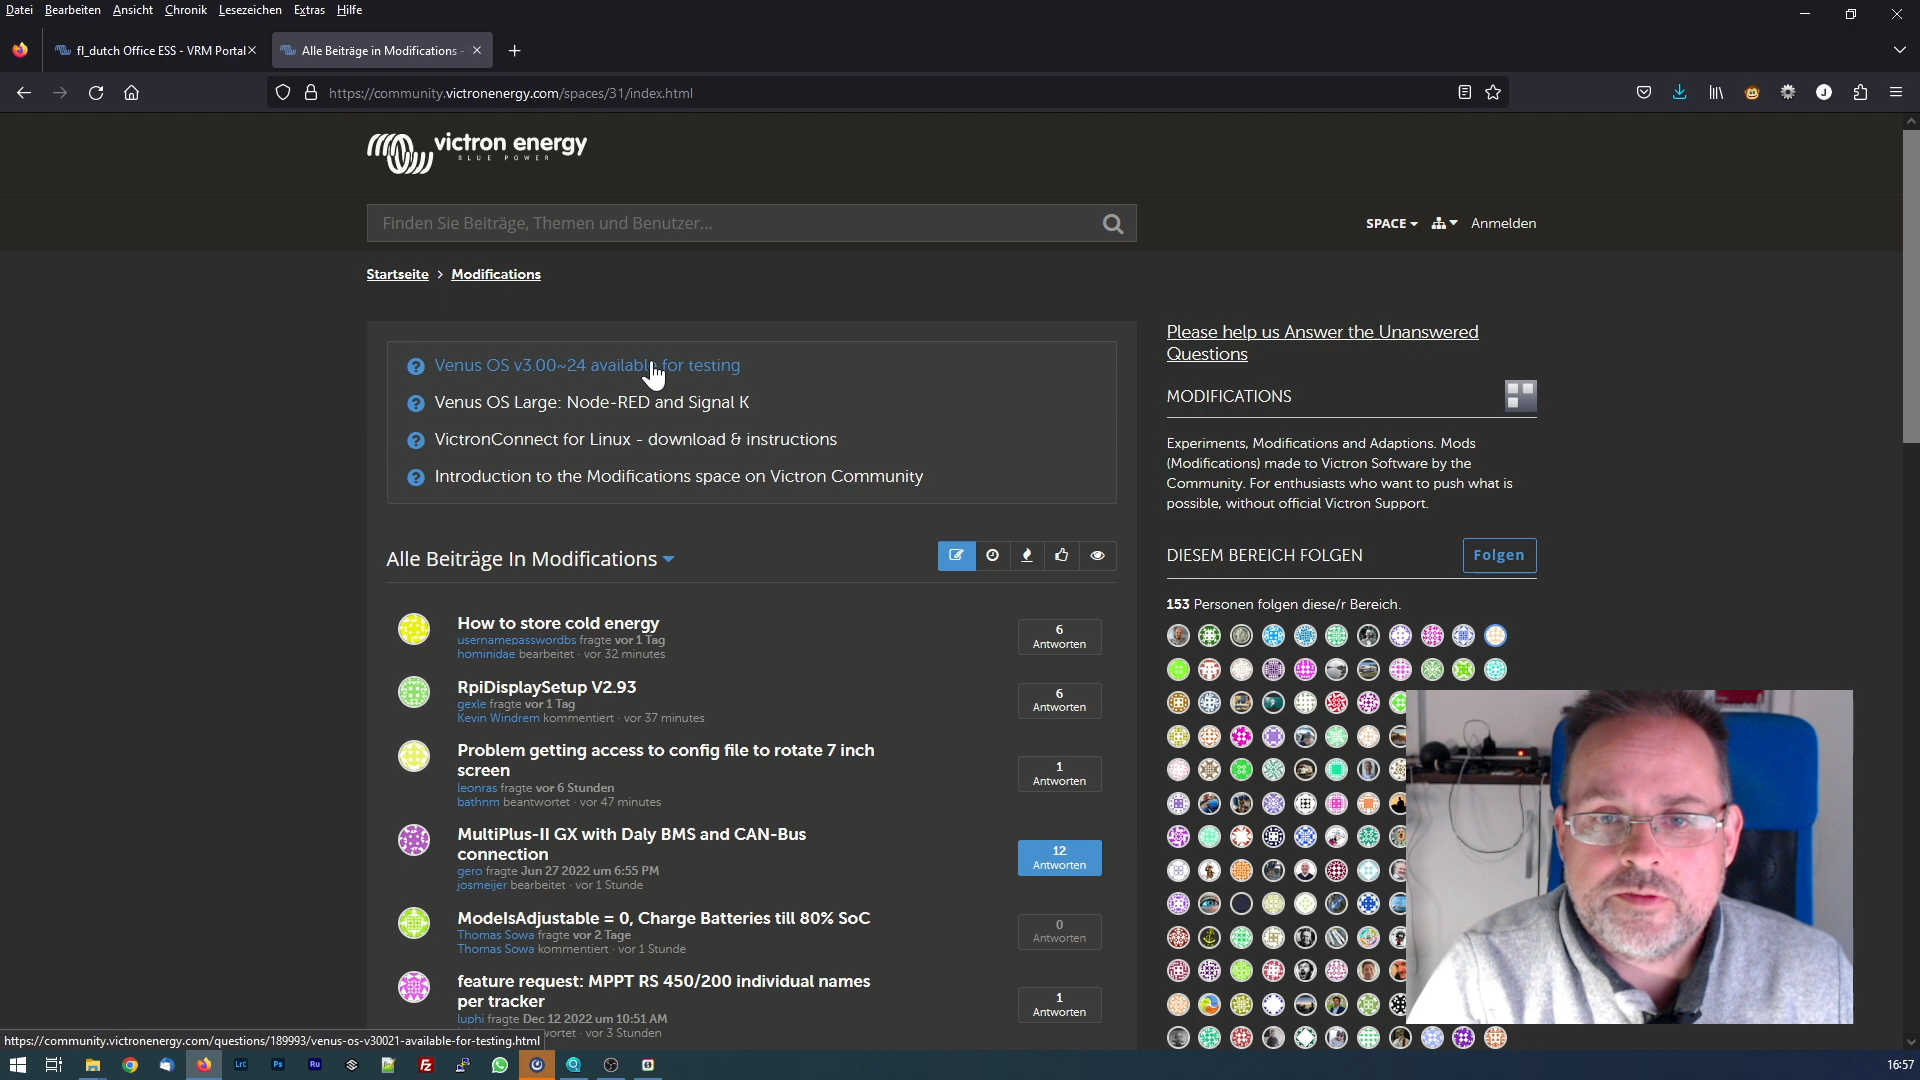 Datei Bearbeiten Ansicht Chronik Lesezeichen Extras Hilfe
fl_dutch Office ESS - VRM Portal
Alle Beiträge in Modifications -
https://community.victronenergy.com/spaces/31/index.html
victron energy
BLUE POWER
Finden Sie Beiträge, Themen und Benutzer...
SPACE
Anmelden
Startseite > Modifications
Venus OS v3.00~24 available for testing
Venus OS Large: Node-RED and Signal K
VictronConnect for Linux - download & instructions
Introduction to the Modifications space on Victron Community
Alle Beiträge In Modifications
How to store cold energy
usernamepasswordbs fragte vor 1 Tag
hominidae bearbeitet · vor 32 minutes
6
Antworten
RpiDisplaySetup V2.93
gexle fragte vor 1 Tag
Kevin Windrem kommentiert · vor 37 minutes
6
Antworten
Problem getting access to config file to rotate 7 inch
screen
leonras fragte vor 6 Stunden
bathnm beantwortet · vor 47 minutes
1
Antworten
MultiPlus-II GX with Daly BMS and CAN-Bus
connection
gero fragte Jun 27 2022 um 6:55 PM
josmeijer bearbeitet · vor 1 Stunde
12
Antworten
ModelsAdjustable = 0, Charge Batteries till 80% SoC
Thomas Sowa fragte vor 2 Tage
Thomas Sowa kommentiert · vor 1 Stunde
0
Antworten
feature request: MPPT RS 450/200 individual names
per tracker
luphi fragte Dec 12 2022 um 10:51 AM
wortet · vor 3 Stunden
1
Antworten
Please help us Answer the Unanswered
Questions
MODIFICATIONS
Experiments, Modifications and Adaptions. Mods
(Modifications) made to Victron Software by the
Community. For enthusiasts who want to push what is
possible, without official Victron Support.
DIESEM BEREICH FOLGEN
Folgen
153 Personen folgen diese/r Bereich.
https://community.victronenergy.com/questions/189993/venus-os-v30021-available-for-testing.html
LrC
Ps
Ru
16:57